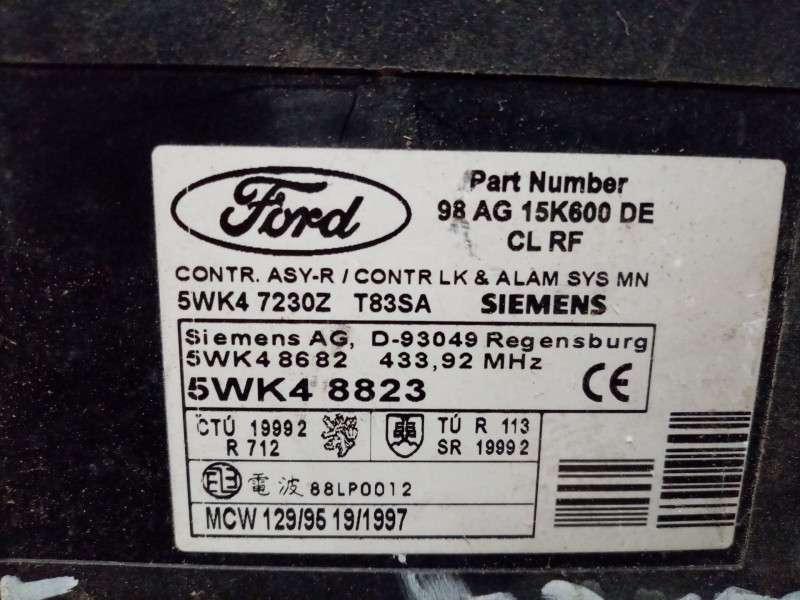 Ford
Part Number
98 AG 15K600 DE
CL RF
CONTR. ASY-R / CONTR LK & ALAM SYS MN
5WK4 7230Z T83SA SIEMENS
Siemens AG, D-93049 Regensburg
5WK4 8682 433,92 MHz
5WK4 8823 CE
ČTÚ 1999 2
R 712
TÚ R 113
SR 1999 2
電波 88LP0012
MCW 129/95 19/1997